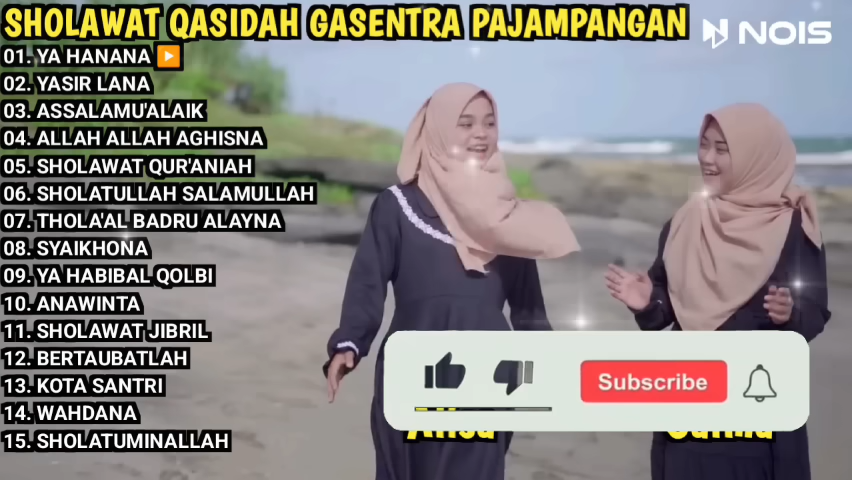 SHOLAWAT QASIDAH GASENTRA PAJAMPANGAN
NOIS
01. YA HANANA
02. YASIR LANA
03. ASSALAMU'ALAIK
04. ALLAH ALLAH AGHISNA
05. SHOLAWAT QUR'ANIAH
06. SHOLATULLAH SALAMULLAH
07. THOLA'AL BADRU ALAYNA
08. SYAIKHONA
09. YA HABIBAL QOLBI
10. ANAWINTA
11. SHOLAWAT JIBRIL
12. BERTAUBATLAH
13. KOTA SANTRI
14. WAHDANA
15. SHOLATUMINALLAH
Subscribe